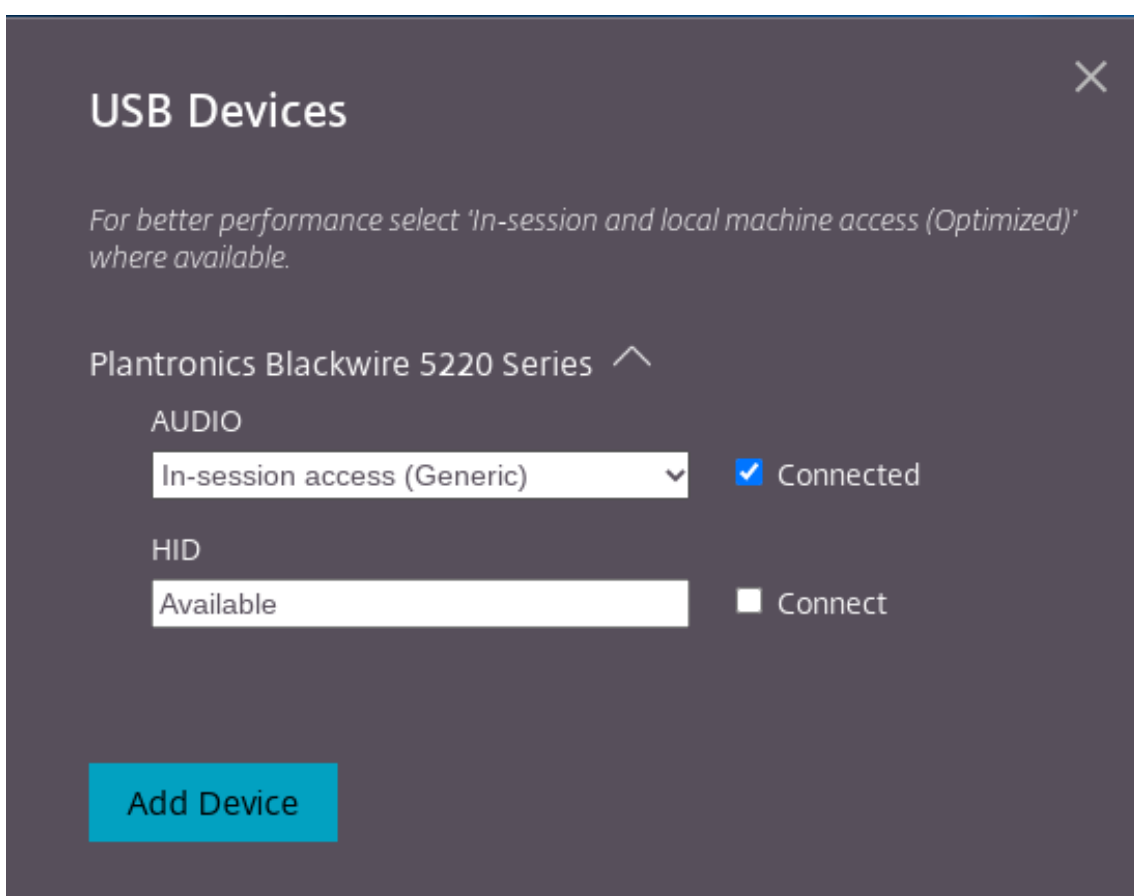 USB Devices
For better performance select 'In-session and local machine access (Optimized)'
where available.
Plantronics Blackwire 5220 Series
AUDIO
In-session access (Generic)
Connected
HID
Available
Connect
Add Device